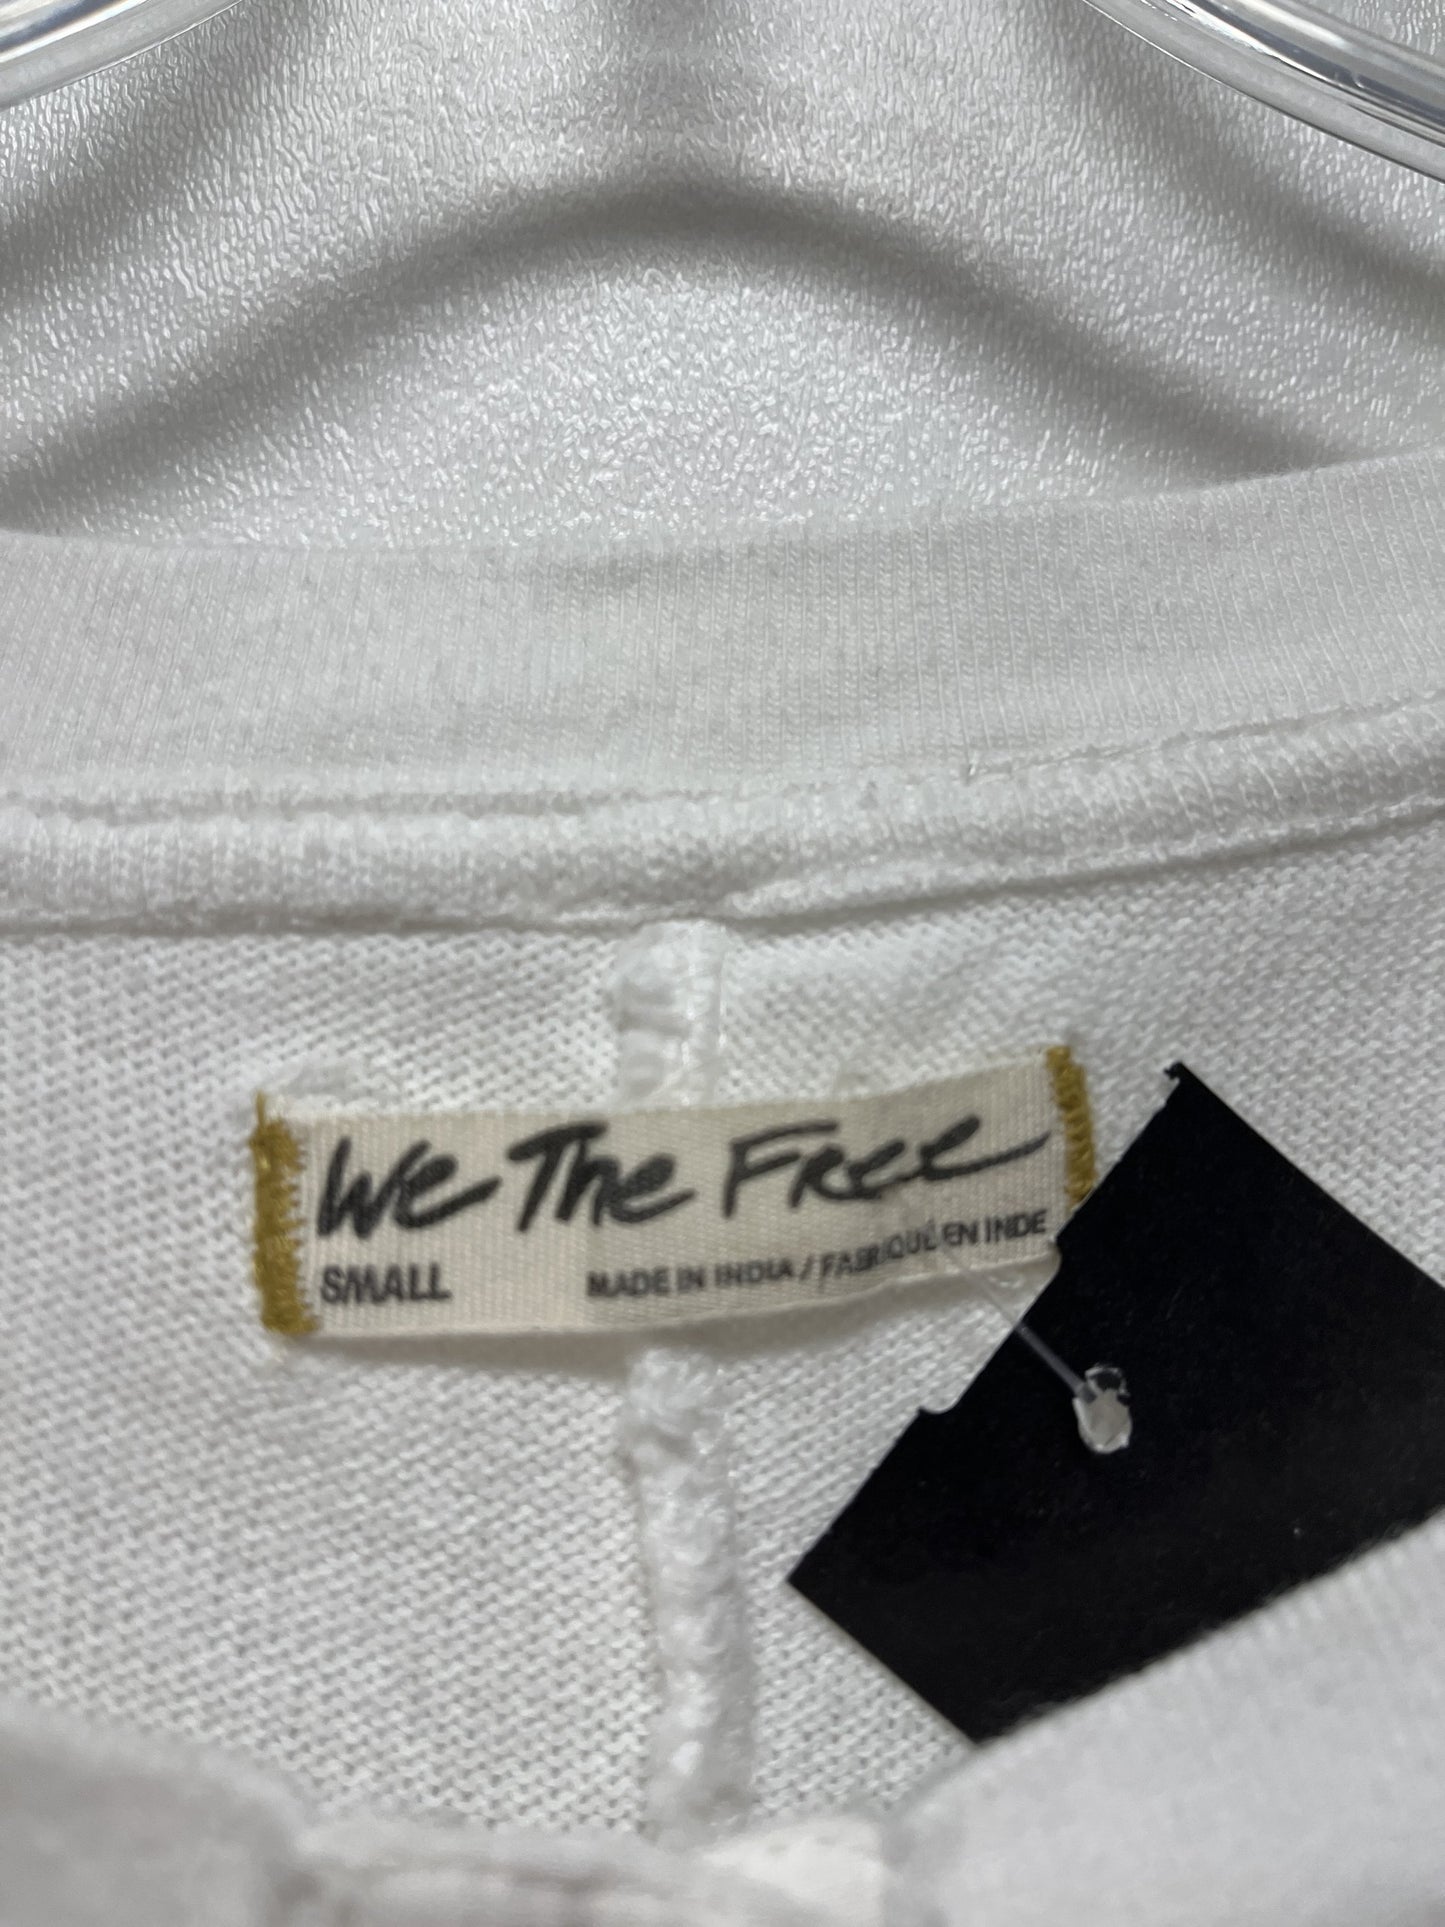 We The Free
SMALL
MADE IN INDIA / FABRIQUÉ EN INDE